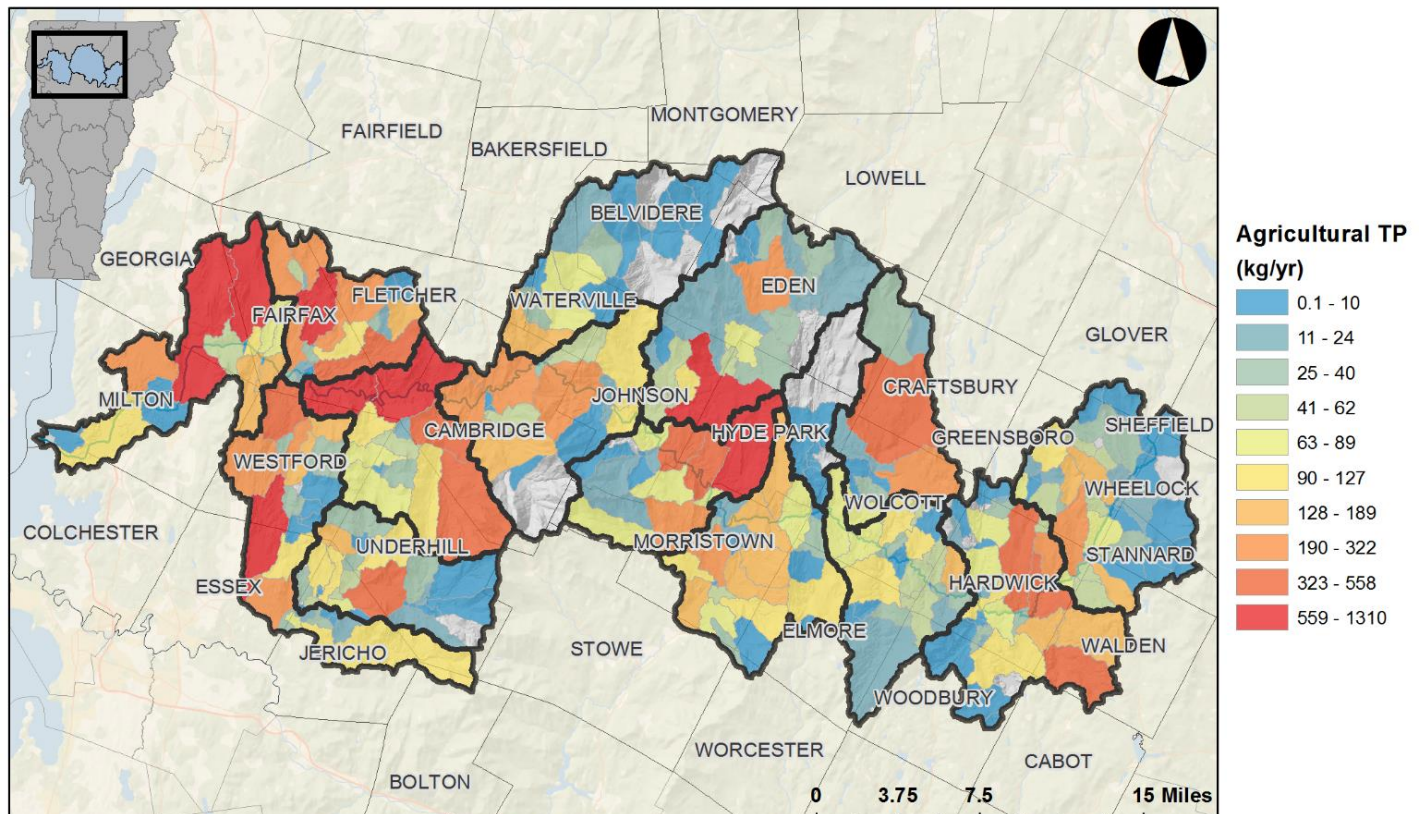 MONTGOMERY
FAIRFIELD
BAKERSFIELD
LOWELL
BELVIDERE
GEORGIA
FLETCHER
EDEN
WATERVILLE
FAIRFAX
GLOVER
MILTON
JOHNSON
CRAFTSBURY
CAMBRIDGE
HYDE PARK
GREENSBORO
SHEFFIELD
WESTFORD
WHEELOCK
WOLCOTT
COLCHESTER
UNDERHILL
MORRISTOWN
STANNARD
ESSEX
HARDWICK
ELMORE
JERICHO
STOWE
WALDEN
WOODBURY
WORCESTER
CABOT
BOLTON
0 3.75 7.5 15 Miles
Agricultural TP
(kg/yr)
0.1 - 10
11 - 24
25 - 40
41 - 62
63 - 89
90 - 127
128 - 189
190 - 322
323 - 558
559 - 1310